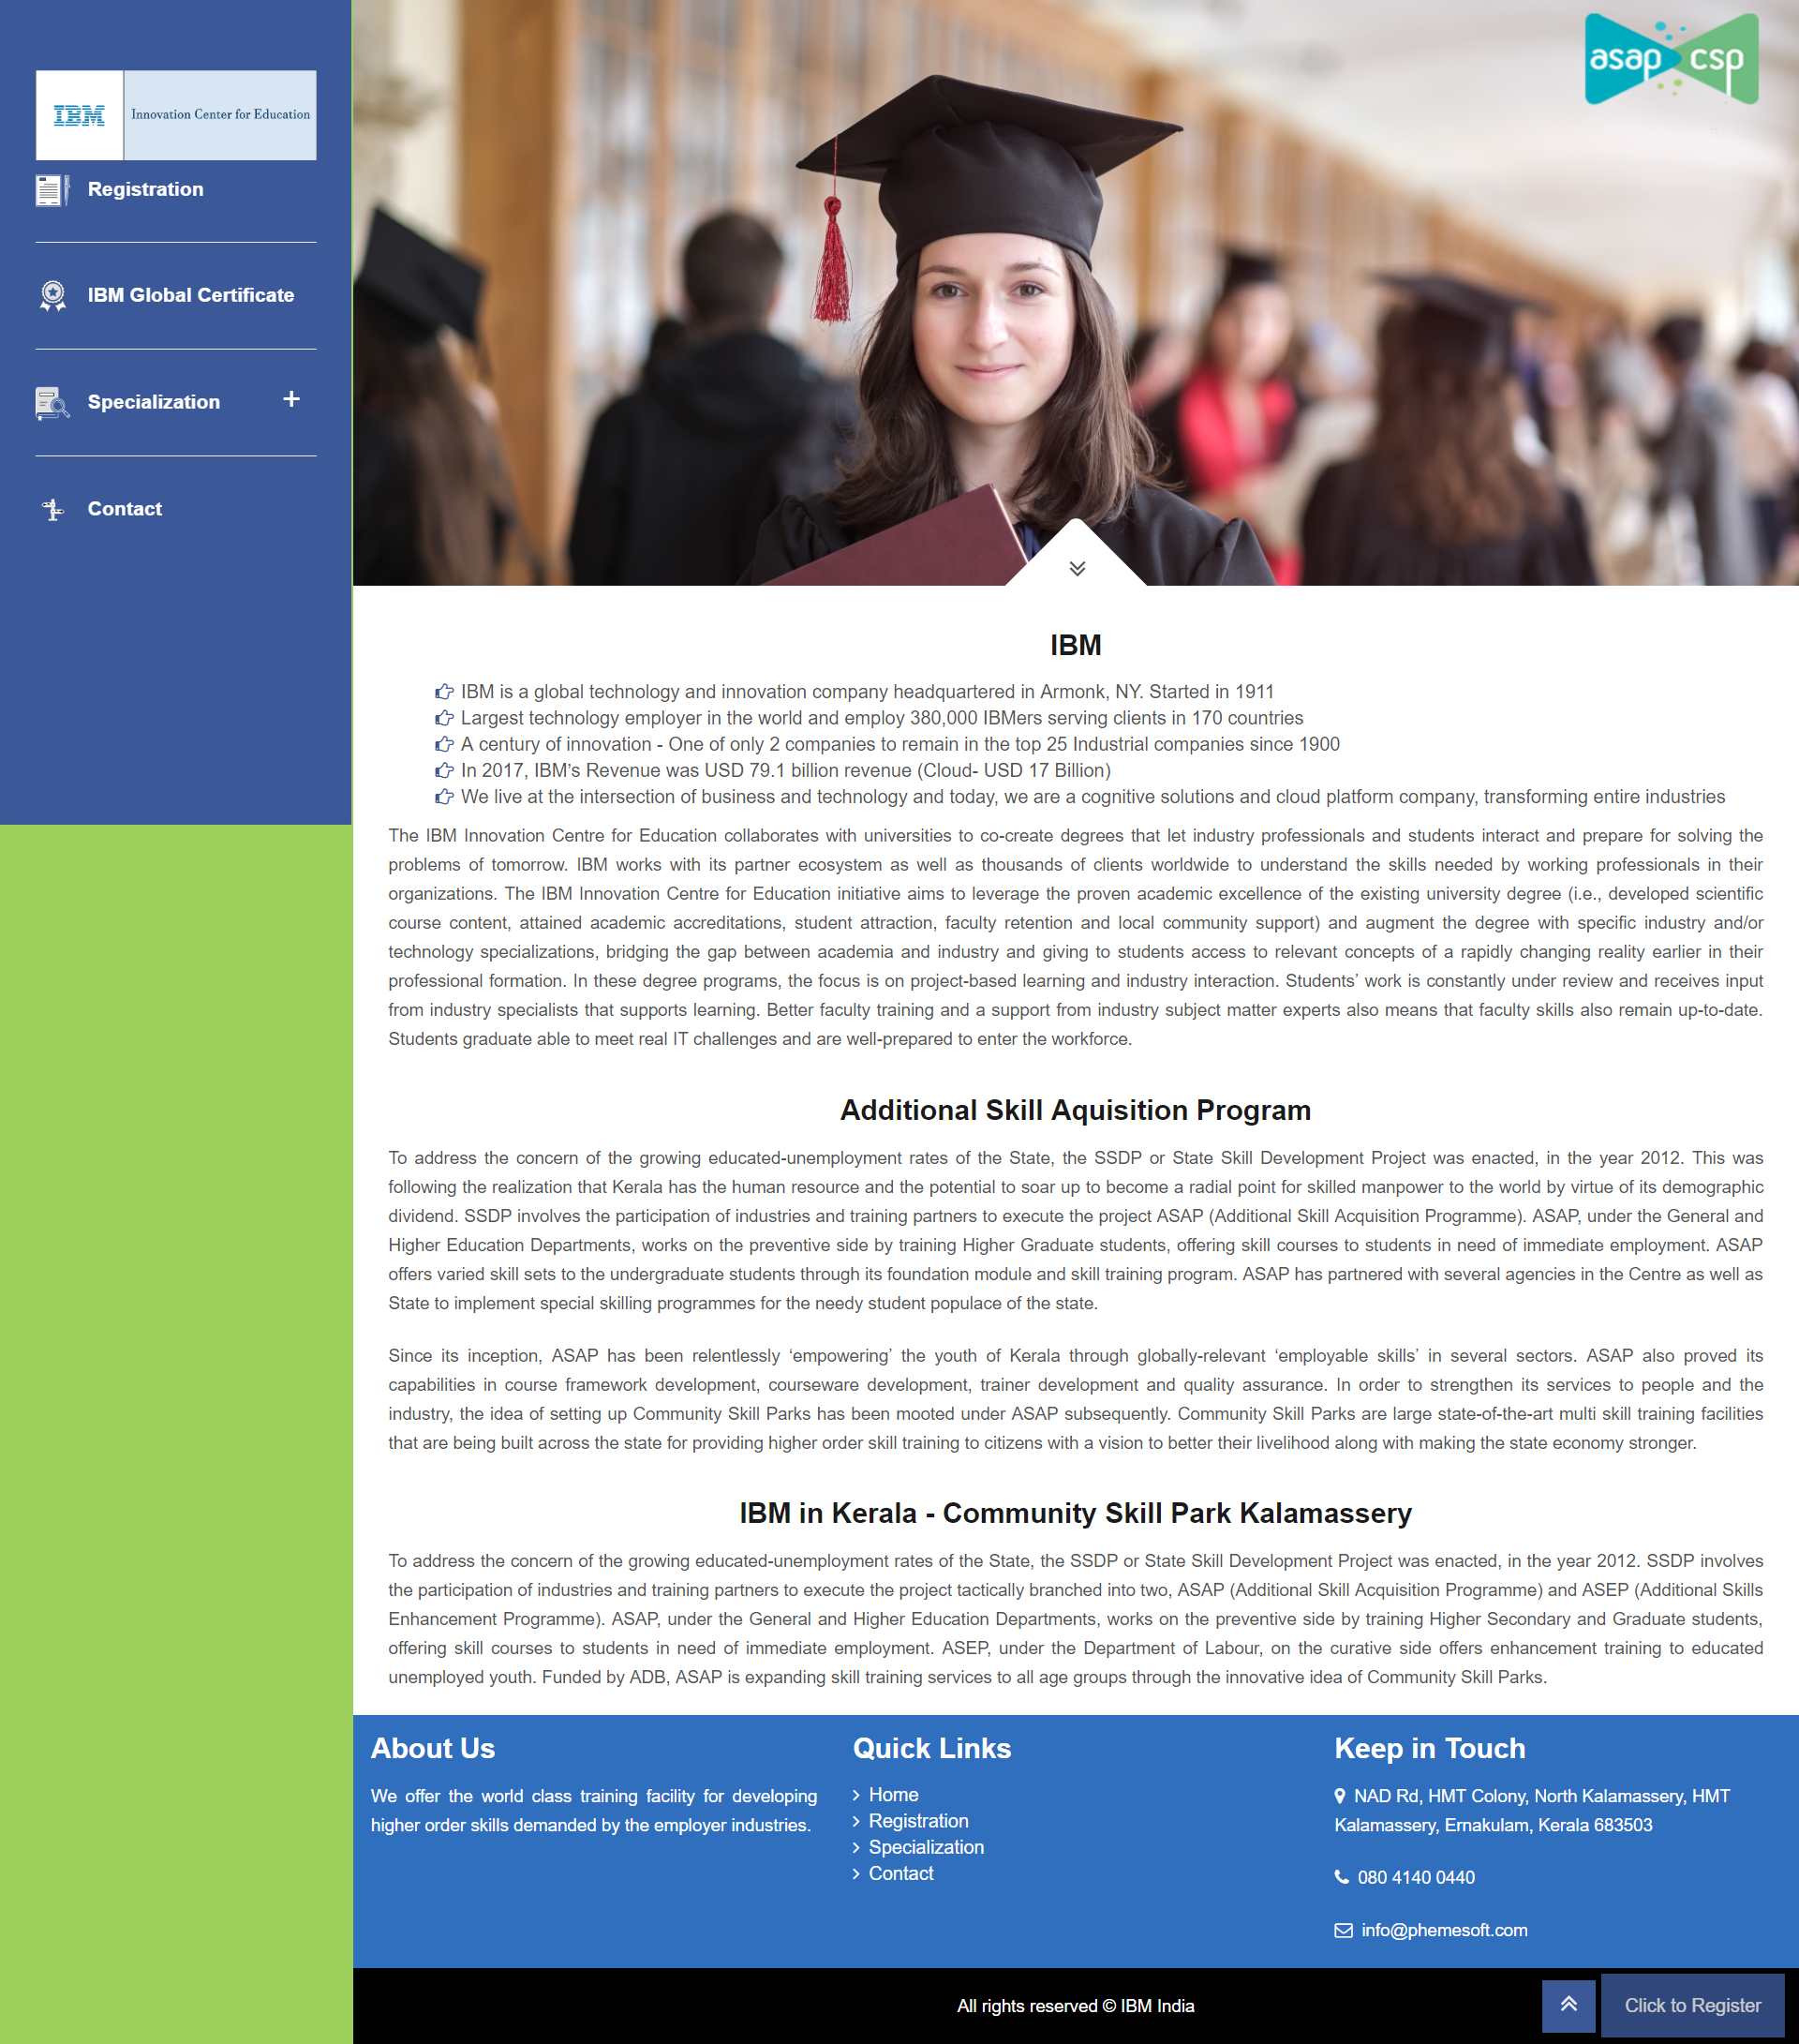 IBM
Innovation Center for Education
Registration
IBM Global Certificate
Specialization
+
Contact
asap csp
IBM
IBM is a global technology and innovation company headquartered in Armonk, NY. Started in 1911
Largest technology employer in the world and employ 380,000 IBMers serving clients in 170 countries
A century of innovation - One of only 2 companies to remain in the top 25 Industrial companies since 1900
In 2017, IBM’s Revenue was USD 79.1 billion revenue (Cloud- USD 17 Billion)
We live at the intersection of business and technology and today, we are a cognitive solutions and cloud platform company, transforming entire industries
The IBM Innovation Centre for Education collaborates with universities to co-create degrees that let industry professionals and students interact and prepare for solving the
problems of tomorrow. IBM works with its partner ecosystem as well as thousands of clients worldwide to understand the skills needed by working professionals in their
organizations. The IBM Innovation Centre for Education initiative aims to leverage the proven academic excellence of the existing university degree (i.e., developed scientific
course content, attained academic accreditations, student attraction, faculty retention and local community support) and augment the degree with specific industry and/or
technology specializations, bridging the gap between academia and industry and giving to students access to relevant concepts of a rapidly changing reality earlier in their
professional formation. In these degree programs, the focus is on project-based learning and industry interaction. Students’ work is constantly under review and receives input
from industry specialists that supports learning. Better faculty training and a support from industry subject matter experts also means that faculty skills also remain up-to-date.
Students graduate able to meet real IT challenges and are well-prepared to enter the workforce.
Additional Skill Aquisition Program
To address the concern of the growing educated-unemployment rates of the State, the SSDP or State Skill Development Project was enacted, in the year 2012. This was
following the realization that Kerala has the human resource and the potential to soar up to become a radial point for skilled manpower to the world by virtue of its demographic
dividend. SSDP involves the participation of industries and training partners to execute the project ASAP (Additional Skill Acquisition Programme). ASAP, under the General and
Higher Education Departments, works on the preventive side by training Higher Graduate students, offering skill courses to students in need of immediate employment. ASAP
offers varied skill sets to the undergraduate students through its foundation module and skill training program. ASAP has partnered with several agencies in the Centre as well as
State to implement special skilling programmes for the needy student populace of the state.
Since its inception, ASAP has been relentlessly ‘empowering’ the youth of Kerala through globally-relevant ‘employable skills’ in several sectors. ASAP also proved its
capabilities in course framework development, courseware development, trainer development and quality assurance. In order to strengthen its services to people and the
industry, the idea of setting up Community Skill Parks has been mooted under ASAP subsequently. Community Skill Parks are large state-of-the-art multi skill training facilities
that are being built across the state for providing higher order skill training to citizens with a vision to better their livelihood along with making the state economy stronger.
IBM in Kerala - Community Skill Park Kalamassery
To address the concern of the growing educated-unemployment rates of the State, the SSDP or State Skill Development Project was enacted, in the year 2012. SSDP involves
the participation of industries and training partners to execute the project tactically branched into two, ASAP (Additional Skill Acquisition Programme) and ASEP (Additional Skills
Enhancement Programme). ASAP, under the General and Higher Education Departments, works on the preventive side by training Higher Secondary and Graduate students,
offering skill courses to students in need of immediate employment. ASEP, under the Department of Labour, on the curative side offers enhancement training to educated
unemployed youth. Funded by ADB, ASAP is expanding skill training services to all age groups through the innovative idea of Community Skill Parks.
About Us
We offer the world class training facility for developing
higher order skills demanded by the employer industries.
Quick Links
Home
Registration
Specialization
Contact
Keep in Touch
NAD Rd, HMT Colony, North Kalamassery, HMT
Kalamassery, Ernakulam, Kerala 683503
080 4140 0440
info@phemesoft.com
All rights reserved © IBM India
Click to Register